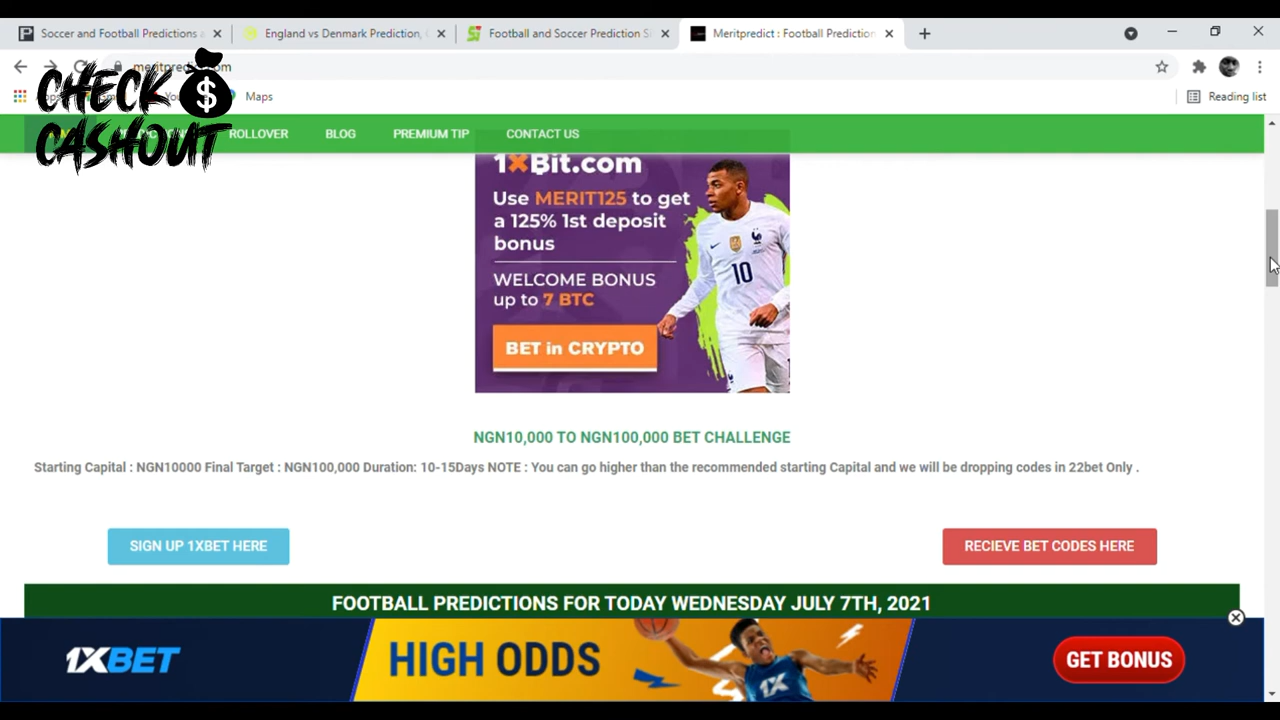 Soccer and Football Predictions a
England vs Denmark Prediction,
Football and Soccer Prediction Si
Meritpredict : Football Prediction
Maps
Reading list
CHECK $
CASHOUT
ROLLOVER
BLOG
PREMIUM TIP
CONTACT US
1XBit.com
Use MERIT125 to get
a 125% 1st deposit
bonus
WELCOME BONUS
up to 7 BTC
BET in CRYPTO
10
NGN10,000 TO NGN100,000 BET CHALLENGE
Starting Capital : NGN10000 Final Target : NGN100,000 Duration: 10-15Days NOTE : You can go higher than the recommended starting Capital and we will be dropping codes in 22bet Only .
SIGN UP 1XBET HERE
RECIEVE BET CODES HERE
FOOTBALL PREDICTIONS FOR TODAY WEDNESDAY JULY 7TH, 2021
1XBET
HIGH ODDS
1X
GET BONUS